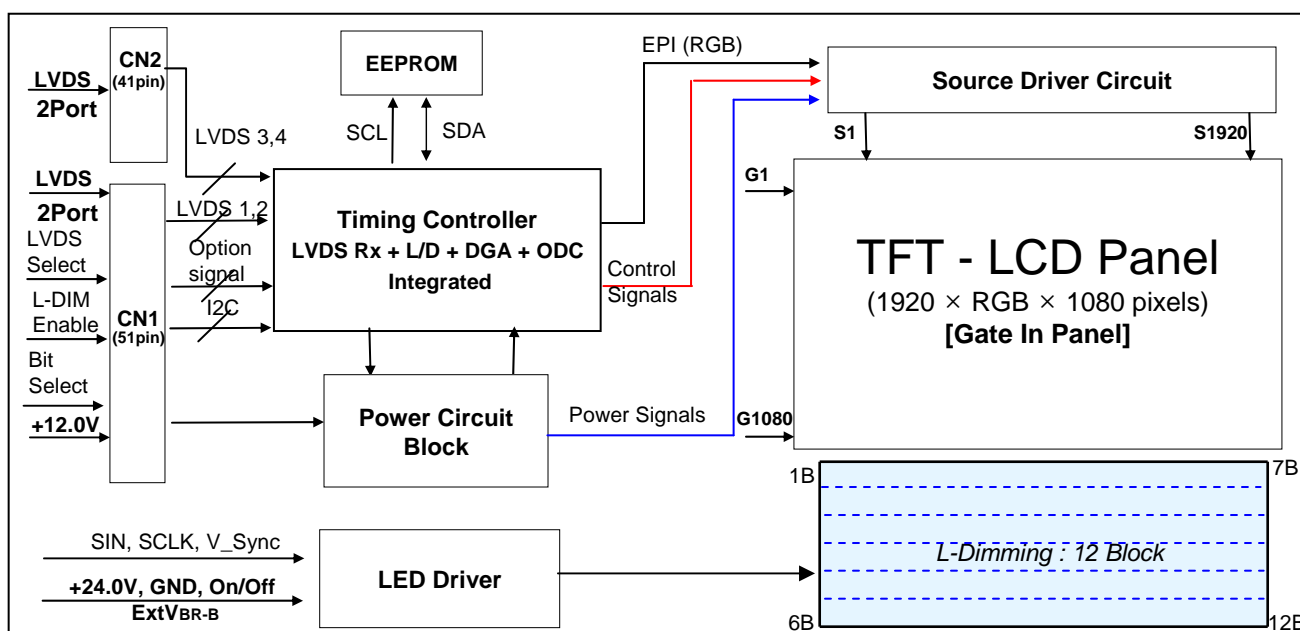 CN2
(41pin)
LVDS
2Port
LVDS 3,4
EEPROM
SCL
SDA
EPI (RGB)
Source Driver Circuit
S1
S1920
LVDS
2Port
LVDS
Select
L-DIM
Enable
Bit
Select
+12.0V
CN1
(51pin)
LVDS 1,2
Option
signal
I2C
Timing Controller
LVDS Rx + L/D + DGA + ODC
Integrated
Control
Signals
G1
G1080
TFT - LCD Panel
(1920 × RGB × 1080 pixels)
[Gate In Panel]
Power Circuit
Block
Power Signals
1B
7B
L-Dimming : 12 Block
6B
12B
SIN, SCLK, V_Sync
+24.0V, GND, On/Off
ExtVBR-B
LED Driver